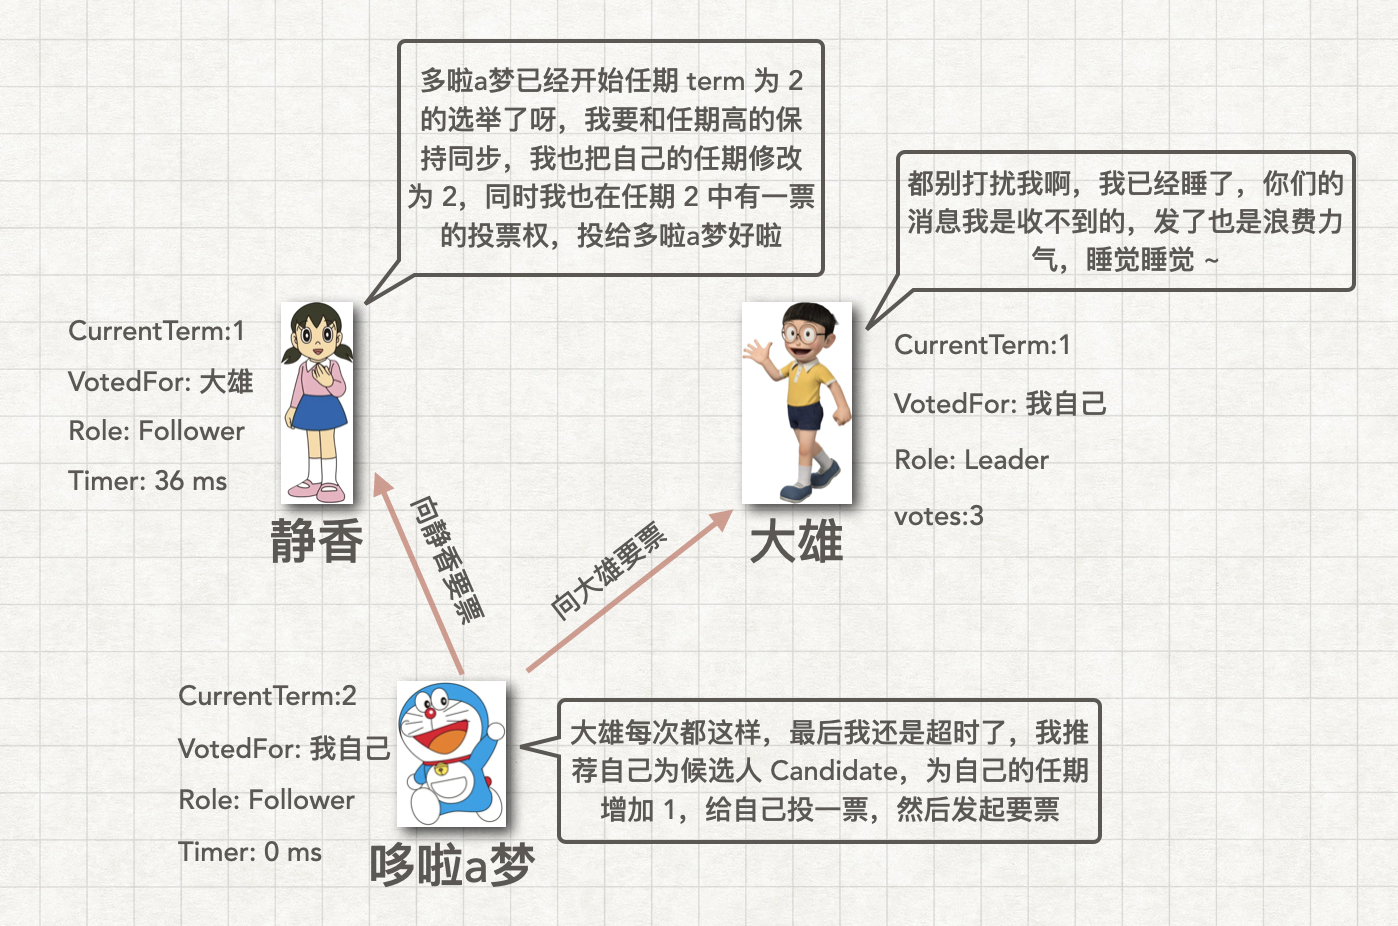 多啦a梦已经开始任期 term 为 2
的选举了呀，我要和任期高的保
持同步，我也把自己的任期修改
为 2，同时我也在任期 2 中有一票
的投票权，投给多啦a梦好啦
都别打扰我啊，我已经睡了，你们的
消息我是收不到的，发了也是浪费力
气，睡觉睡觉 ~
CurrentTerm:1
VotedFor: 大雄
Role: Follower
Timer: 36 ms
静香
CurrentTerm:1
VotedFor: 我自己
Role: Leader
votes:3
大雄
向静香要票
向大雄要票
CurrentTerm:2
VotedFor: 我自己
Role: Follower
Timer: 0 ms
哆啦a梦
大雄每次都这样，最后我还是超时了，我推
荐自己为候选人 Candidate，为自己的任期
增加 1，给自己投一票，然后发起要票